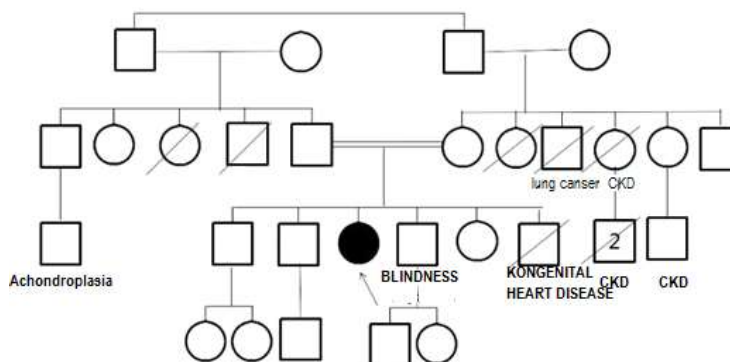 lung canser CKD
2
Achondroplasia
BLINDNESS
KONGENITAL
HEART DISEASE
CKD
CKD